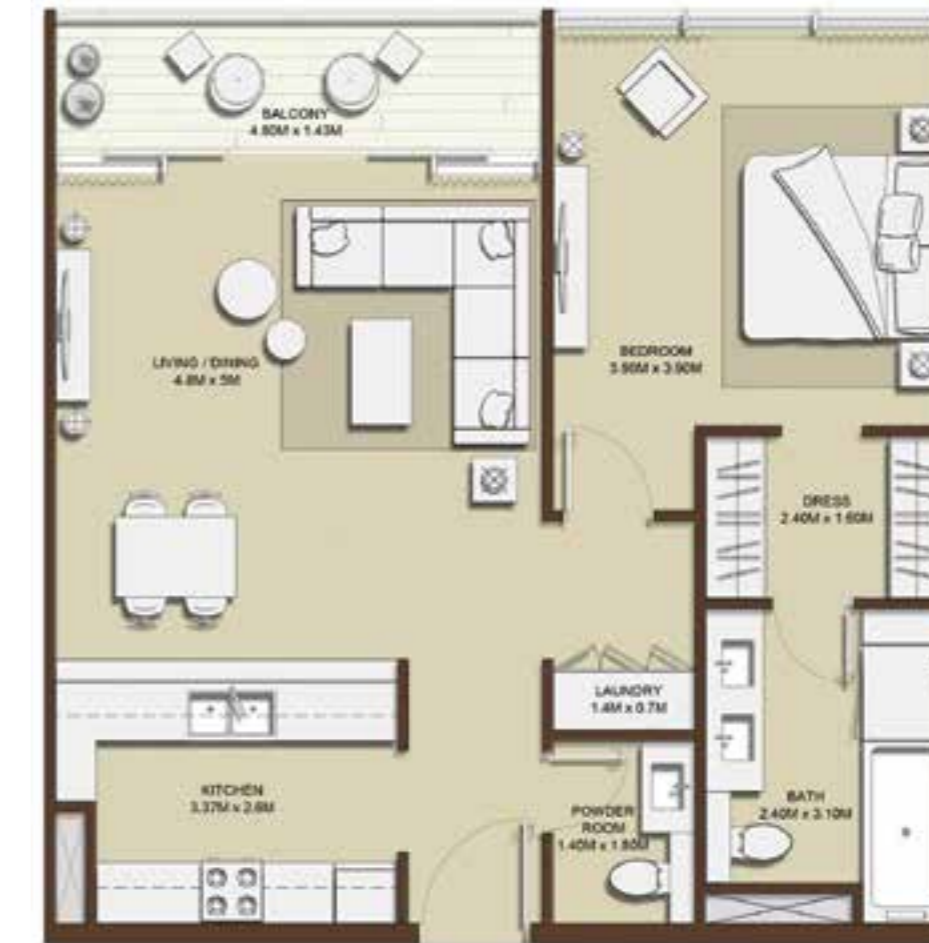 BALCONY
4.80M x 1.43M
LIVING / DINING
4.8M x 5M
BEDROOM
3.90M
DRESS
2.40M x 1.60M
LAUNDRY
1.4M x 0.7M
KITCHEN
3.37M x 2.6M
POWDER
ROOM
1.40M x 1.80M
BATH
2.40M x 3.10M